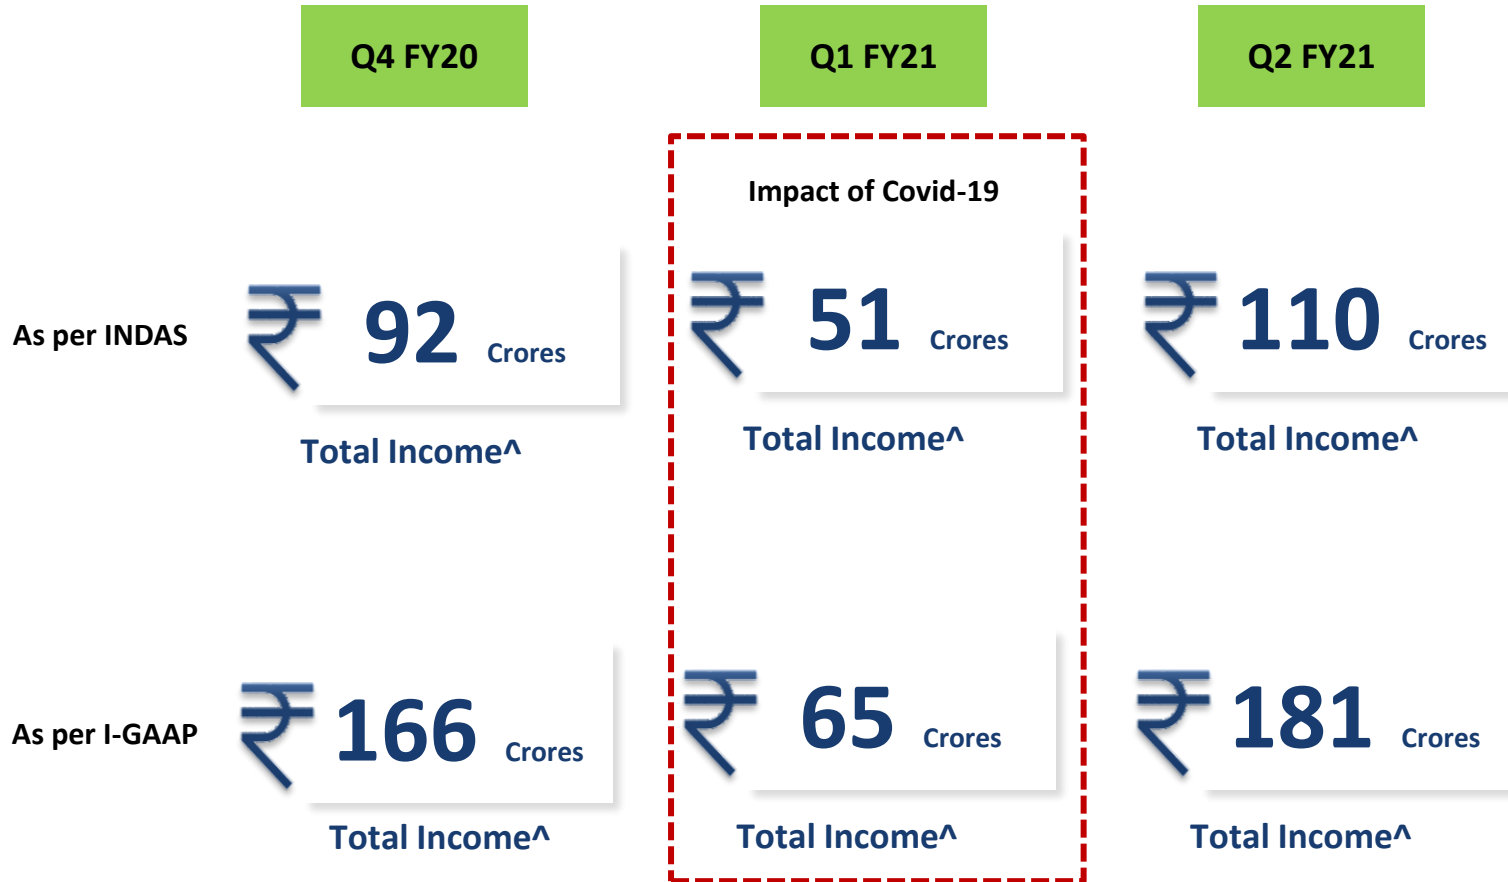 Q4 FY20
Q1 FY21
Q2 FY21
Impact of Covid-19
As per INDAS
₹ 92 Crores
₹ 51 Crores
₹ 110 Crores
Total Income^
Total Income^
Total Income^
As per I-GAAP
₹ 166 Crores
₹ 65 Crores
₹ 181 Crores
Total Income^
Total Income^
Total Income^